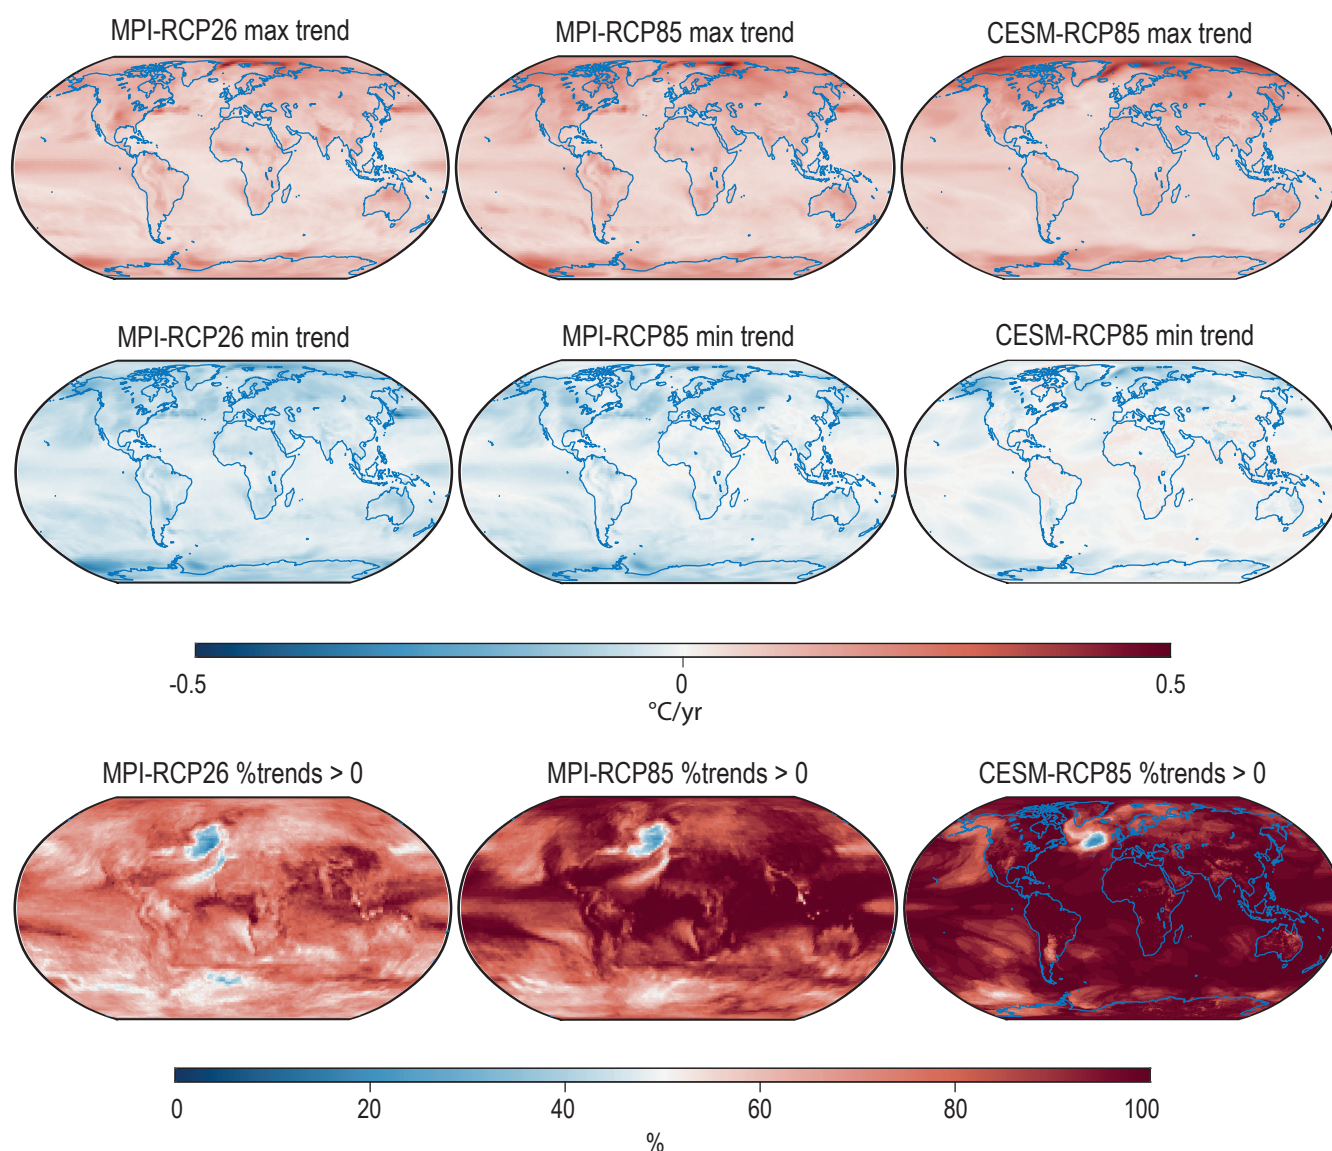 MPI-RCP26 max trend
MPI-RCP85 max trend
CESM-RCP85 max trend
MPI-RCP26 min trend
MPI-RCP85 min trend
CESM-RCP85 min trend
-0.5 0 0.5
°C/yr
MPI-RCP26 %trends > 0
MPI-RCP85 %trends > 0
CESM-RCP85 %trends > 0
0 20 40 60 80 100
%